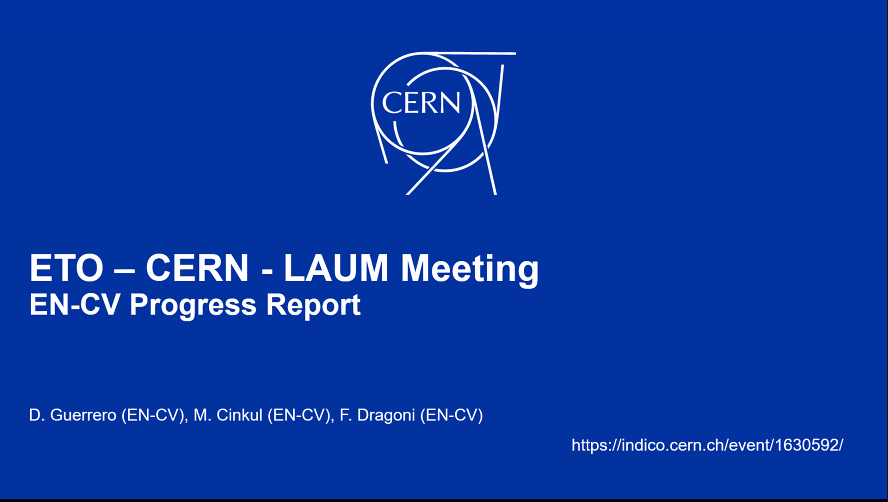 CERN
ETO – CERN - LAUM Meeting
EN-CV Progress Report
D. Guerrero (EN-CV), M. Cinkul (EN-CV), F. Dragoni (EN-CV)
https://indico.cern.ch/event/1630592/